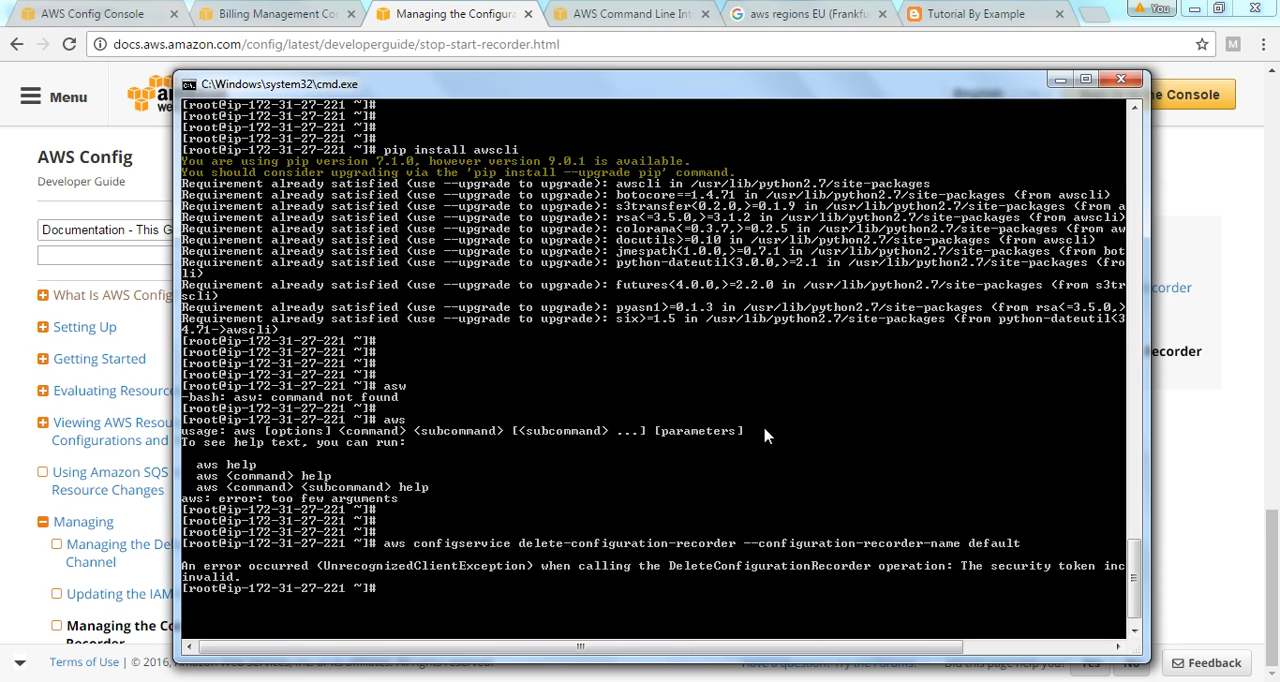 AWS Config Console
Billing Management Co
Managing the Configura
AWS Command Line Int
aws regions EU (Frankfu
Tutorial By Example
You
docs.aws.amazon.com/config/latest/developerguide/stop-start-recorder.html
Menu
English
the Console
C:\Windows\system32\cmd.exe
AWS Config
Developer Guide
Documentation - This G
What Is AWS Config
Setting Up
Getting Started
Evaluating Resource
Viewing AWS Resou
Configurations and
Using Amazon SQS
Resource Changes
Managing
Managing the De
Channel
Updating the IAM
Managing the Co
Recorder
[root@ip-172-31-27-221 ~]#
[root@ip-172-31-27-221 ~]#
[root@ip-172-31-27-221 ~]#
[root@ip-172-31-27-221 ~]#
[root@ip-172-31-27-221 ~]# pip install awscli
You are using pip version 7.1.0, however version 9.0.1 is available.
You should consider upgrading via the 'pip install --upgrade pip' command.
Requirement already satisfied (use --upgrade to upgrade): awscli in /usr/lib/python2.7/site-packages
Requirement already satisfied (use --upgrade to upgrade): botocore==1.4.71 in /usr/lib/python2.7/site-packages (from awscli)
Requirement already satisfied (use --upgrade to upgrade): s3transfer<0.2.0,>=0.1.9 in /usr/lib/python2.7/site-packages (from a
Requirement already satisfied (use --upgrade to upgrade): rsa<=3.5.0,>=3.1.2 in /usr/lib/python2.7/site-packages (from awscli)
Requirement already satisfied (use --upgrade to upgrade): colorama<=0.3.7,>=0.2.5 in /usr/lib/python2.7/site-packages (from aw
Requirement already satisfied (use --upgrade to upgrade): docutils>=0.10 in /usr/lib/python2.7/site-packages (from awscli)
Requirement already satisfied (use --upgrade to upgrade): jmespath<1.0.0,>=0.7.1 in /usr/lib/python2.7/site-packages (from bot
Requirement already satisfied (use --upgrade to upgrade): python-dateutil<3.0.0,>=2.1 in /usr/lib/python2.7/site-packages (fro
li)
Requirement already satisfied (use --upgrade to upgrade): futures<4.0.0,>=2.2.0 in /usr/lib/python2.7/site-packages (from s3tr
scli)
Requirement already satisfied (use --upgrade to upgrade): pyasn1>=0.1.3 in /usr/lib/python2.7/site-packages (from rsa<=3.5.0,>
Requirement already satisfied (use --upgrade to upgrade): six>=1.5 in /usr/lib/python2.7/site-packages (from python-dateutil<3
4.71->awscli)
[root@ip-172-31-27-221 ~]#
[root@ip-172-31-27-221 ~]#
[root@ip-172-31-27-221 ~]#
[root@ip-172-31-27-221 ~]#
[root@ip-172-31-27-221 ~]# asw
-bash: asw: command not found
[root@ip-172-31-27-221 ~]#
[root@ip-172-31-27-221 ~]# aws
usage: aws [options] <command> <subcommand> [<subcommand> ...] [parameters]
To see help text, you can run:
aws help
aws <command> help
aws <command> <subcommand> help
aws: error: too few arguments
[root@ip-172-31-27-221 ~]#
[root@ip-172-31-27-221 ~]#
[root@ip-172-31-27-221 ~]#
[root@ip-172-31-27-221 ~]# aws configservice delete-configuration-recorder --configuration-recorder-name default
An error occurred (UnrecognizedClientException) when calling the DeleteConfigurationRecorder operation: The security token inc
invalid.
[root@ip-172-31-27-221 ~]#
corder
ecorder
Terms of Use | © 2016,
Feedback